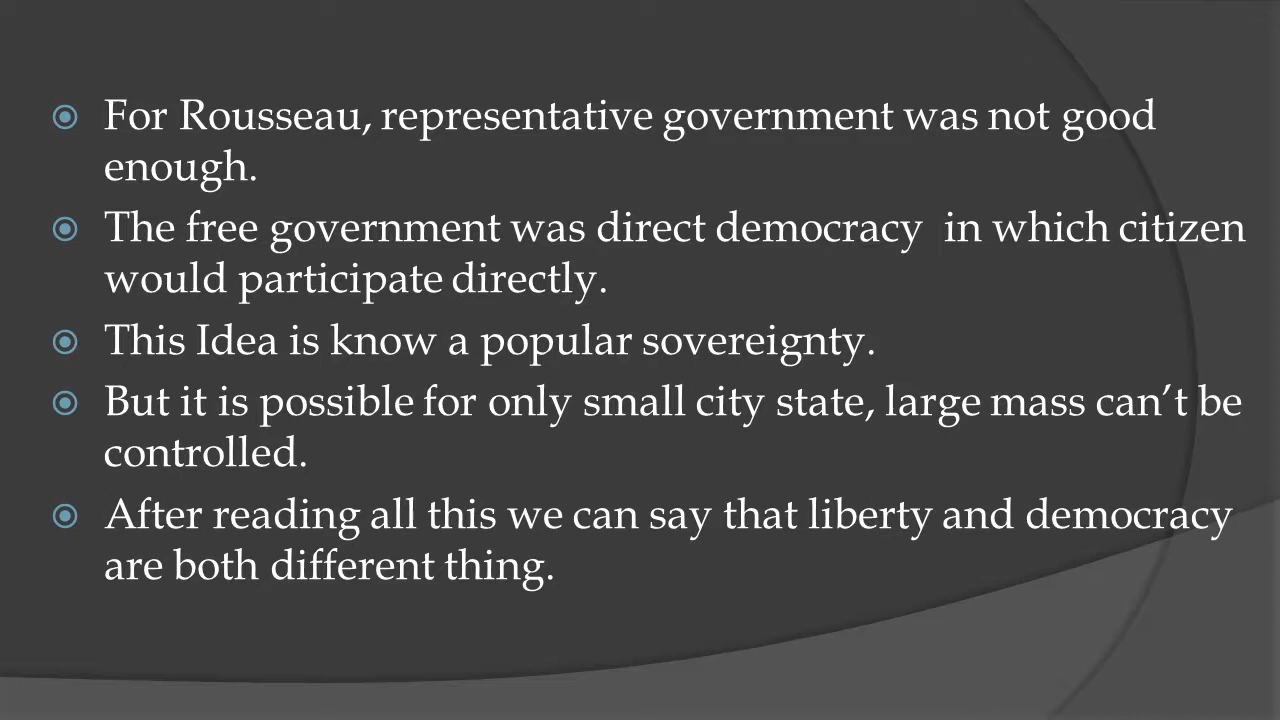 For Rousseau, representative government was not good
enough.
The free government was direct democracy  in which citizen
would participate directly.
This Idea is know a popular sovereignty.
But it is possible for only small city state, large mass can’t be
controlled.
After reading all this we can say that liberty and democracy
are both different thing.